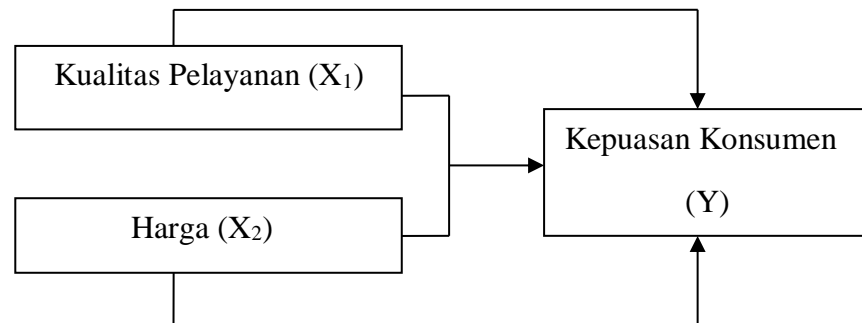 Kualitas Pelayanan (X₁)
Kepuasan Konsumen
(Y)
Harga (X₂)